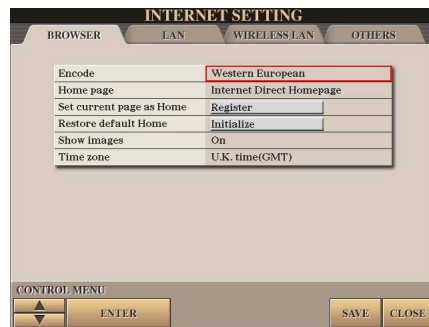 INTERNET SETTING
BROWSER LAN WIRELESS LAN OTHERS
Encode Western European
Home page Internet Direct Homepage
Set current page as Home Register
Restore default Home Initialize
Show images On
Time zone U.K. time(GMT)
CONTROL MENU
ENTER SAVE CLOSE